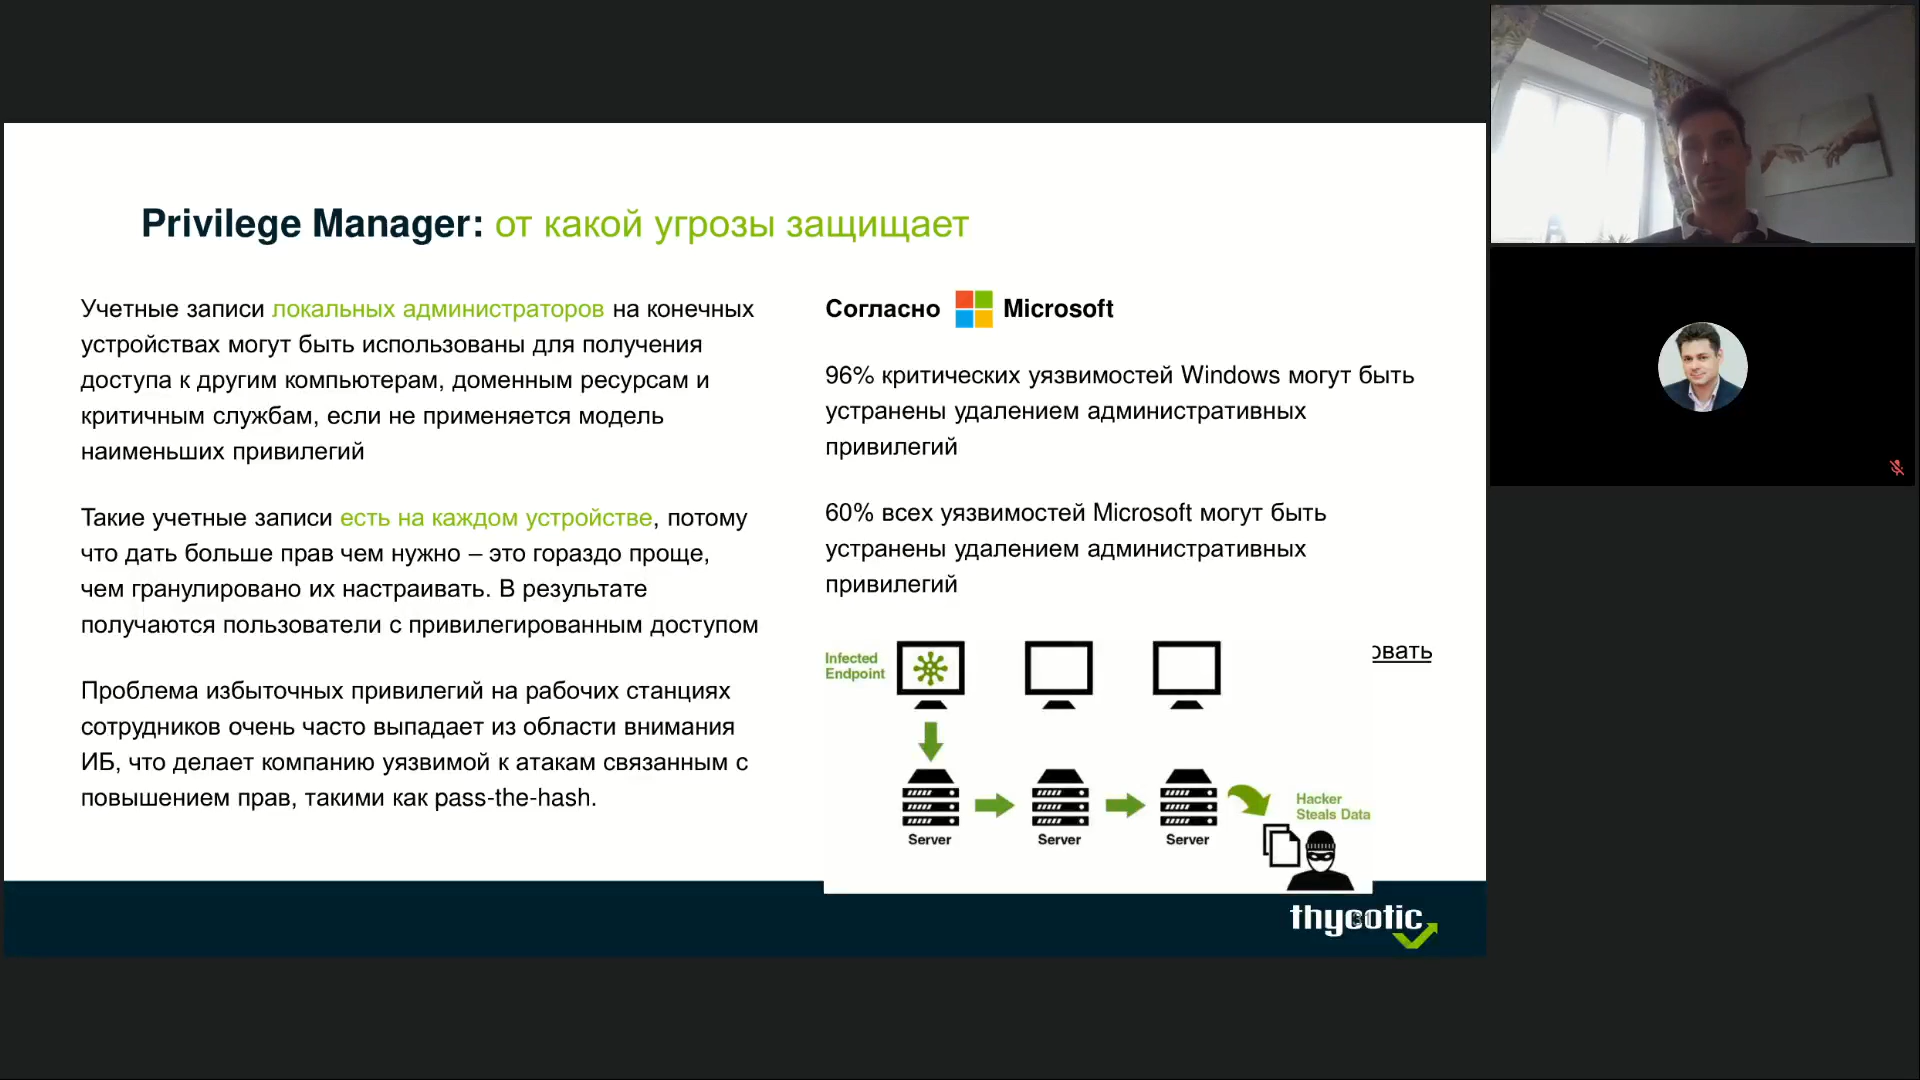 Privilege Manager: от какой угрозы защищает
Учетные записи локальных администраторов на конечных
устройствах могут быть использованы для получения
доступа к другим компьютерам, доменным ресурсам и
критичным службам, если не применяется модель
наименьших привилегий
Такие учетные записи есть на каждом устройстве, потому
что дать больше прав чем нужно – это гораздо проще,
чем гранулировано их настраивать. В результате
получаются пользователи с привилегированным доступом
Проблема избыточных привилегий на рабочих станциях
сотрудников очень часто выпадает из области внимания
ИБ, что делает компанию уязвимой к атакам связанным с
повышением прав, такими как pass-the-hash.
Согласно Microsoft
96% критических уязвимостей Windows могут быть
устранены удалением административных
привилегий
60% всех уязвимостей Microsoft могут быть
устранены удалением административных
привилегий
овать
Infected
Endpoint
Server
Server
Server
Hacker
Steals Data
thycotic